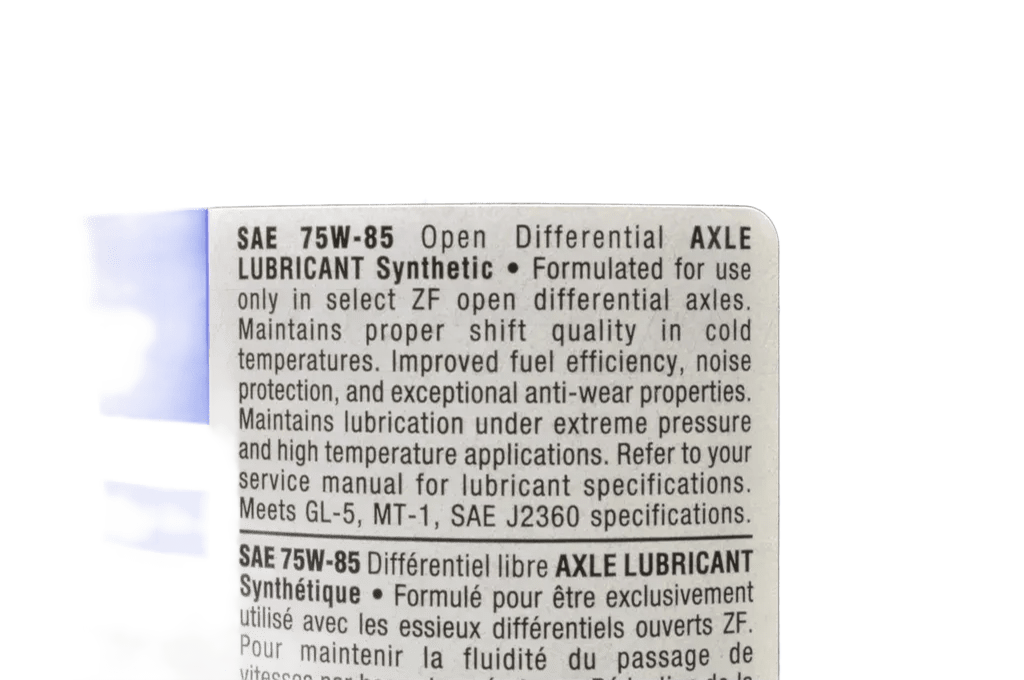 SAE 75W-85 Open Differential AXLE
LUBRICANT Synthetic • Formulated for use
only in select ZF open differential axles.
Maintains proper shift quality in cold
temperatures. Improved fuel efficiency, noise
protection, and exceptional anti-wear properties.
Maintains lubrication under extreme pressure
and high temperature applications. Refer to your
service manual for lubricant specifications.
Meets GL-5, MT-1, SAE J2360 specifications.
SAE 75W-85 Différentiel libre AXLE LUBRICANT
Synthétique • Formulé pour être exclusivement
utilisé avec les essieux différentiels ouverts ZF.
Pour maintenir la fluidité du passage de